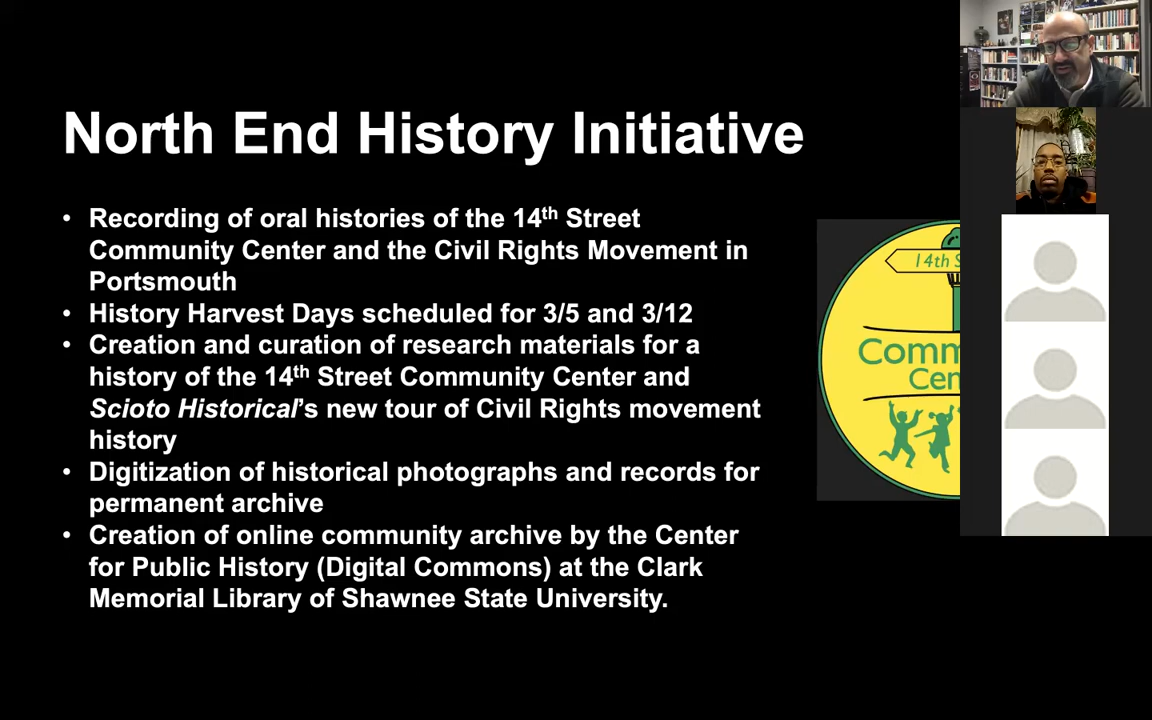 North End History Initiative
• Recording of oral histories of the 14th Street
Community Center and the Civil Rights Movement in
Portsmouth
• History Harvest Days scheduled for 3/5 and 3/12
• Creation and curation of research materials for a
history of the 14th Street Community Center and
Scioto Historical's new tour of Civil Rights movement
history
• Digitization of historical photographs and records for
permanent archive
• Creation of online community archive by the Center
for Public History (Digital Commons) at the Clark
Memorial Library of Shawnee State University.
14th S
Comm
Cen